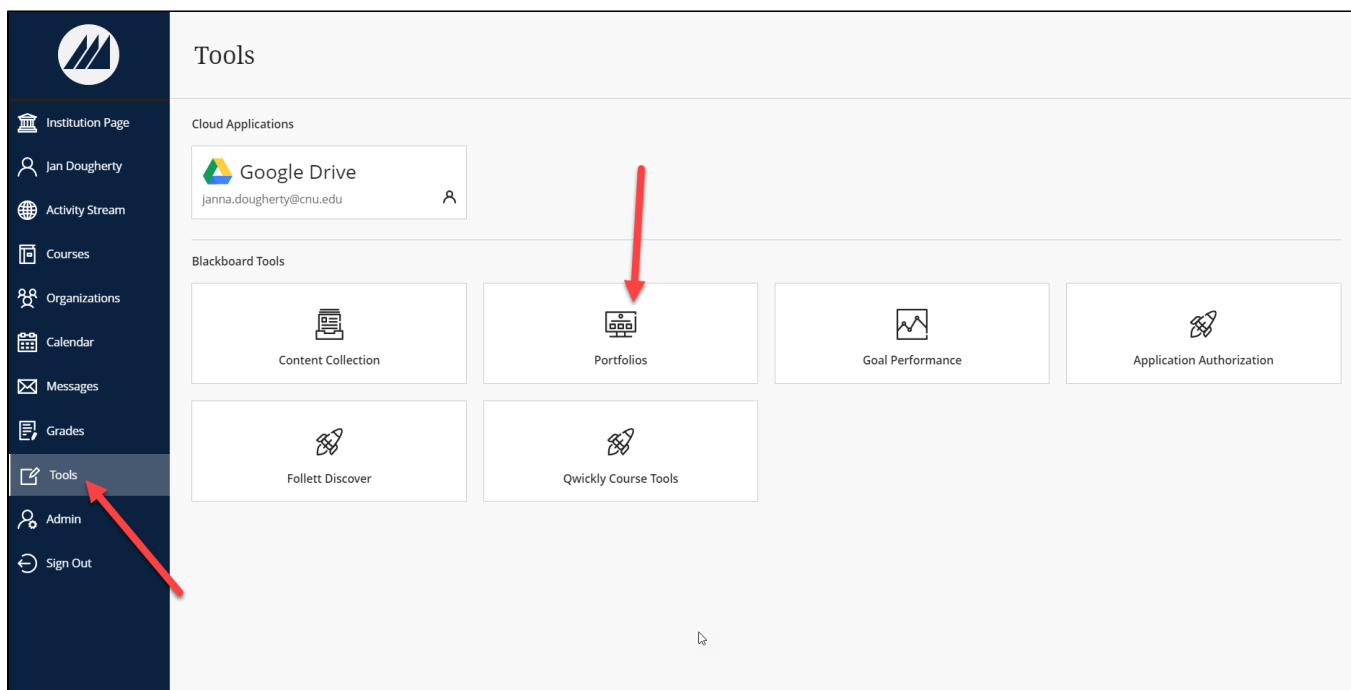 Tools
Institution Page
Jan Dougherty
Activity Stream
Courses
Organizations
Calendar
Messages
Grades
Tools
Admin
Sign Out
Cloud Applications
Google Drive
janna.dougherty@cnu.edu
Blackboard Tools
Content Collection
Portfolios
Goal Performance
Application Authorization
Follett Discover
Qwickly Course Tools